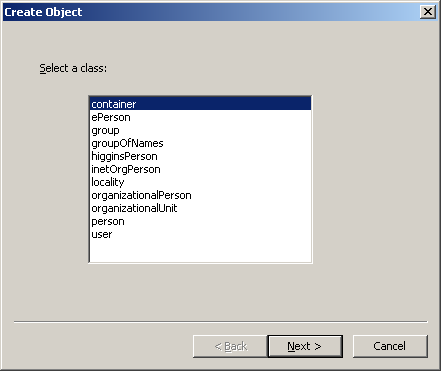 Create Object
Select a class:
container
ePerson
group
groupOfNames
higginsPerson
inetOrgPerson
locality
organizationalPerson
organizationalUnit
person
user
< Back Next > Cancel